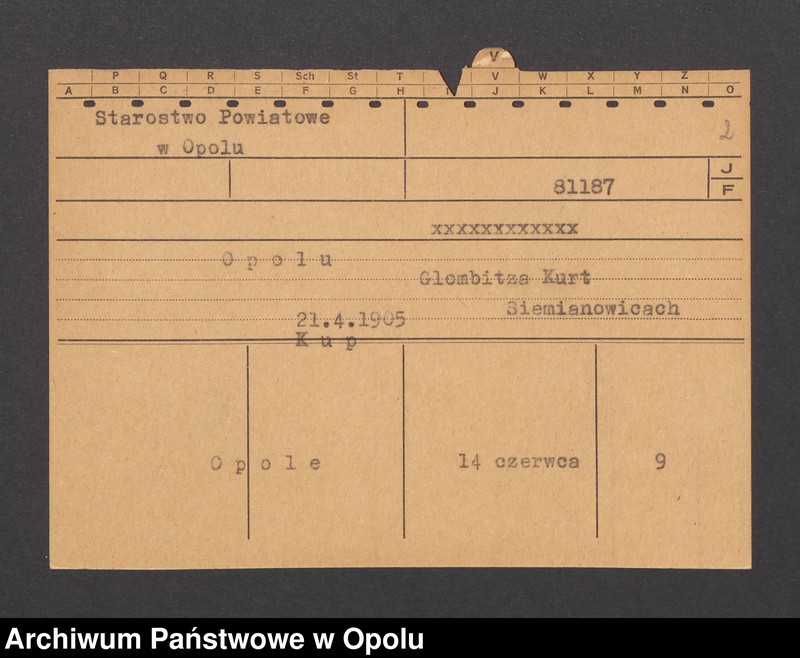 V
P Q R S Sch St T V W X Y Z
A B C D E F G H I J K L M N O
Starostwo Powiatowe
w Opolu
2
81187
J
F
xxxxxxxxxxxx
O p o l u
Glombitza Kurt
Siemianowicach
21.4.1905
K u p
O p o l e 14 czerwca 9
Archiwum Państwowe w Opolu